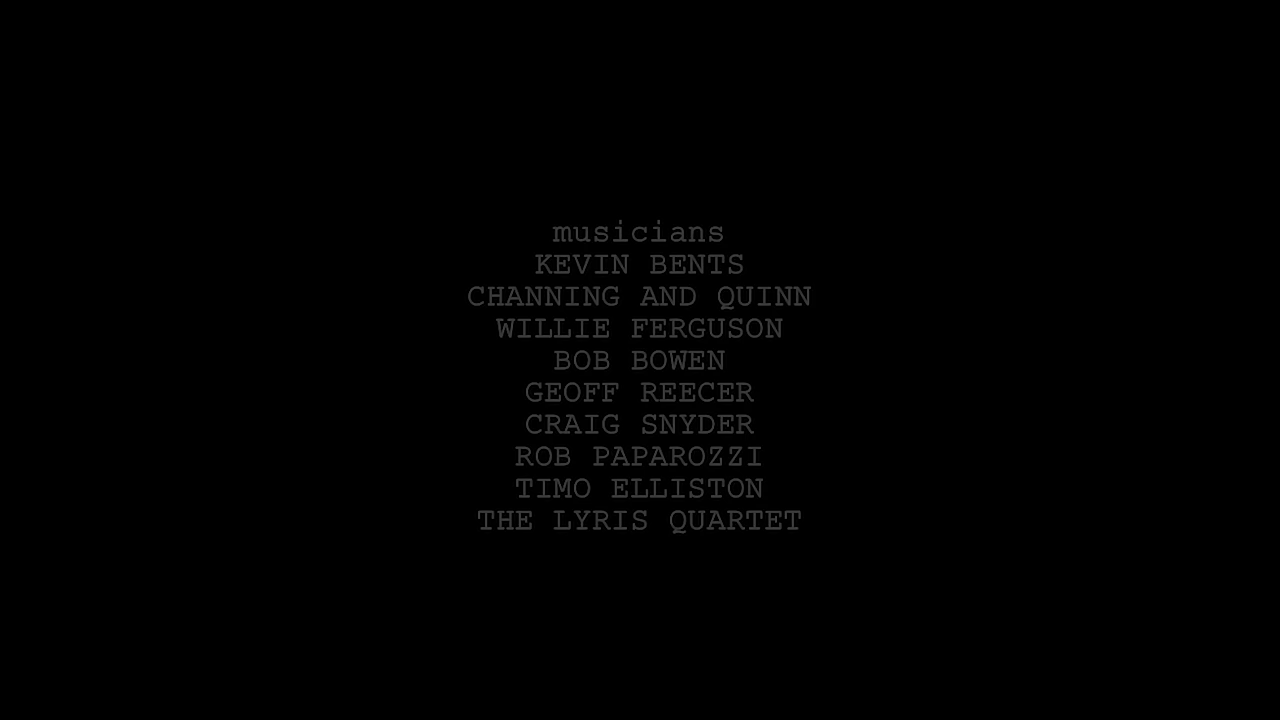 musicians
KEVIN BENTS
CHANNING AND QUINN
WILLIE FERGUSON
BOB BOWEN
GEOFF REECER
CRAIG SNYDER
ROB PAPAROZZI
TIMO ELLISTON
THE LYRIS QUARTET